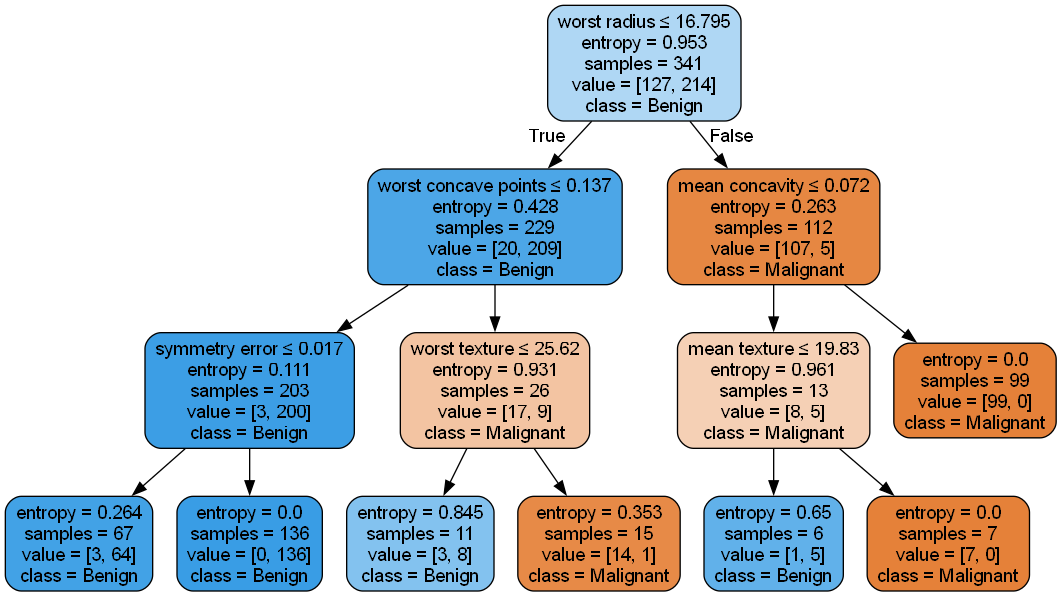 worst radius ≤ 16.795
entropy = 0.953
samples = 341
value = [127, 214]
class = Benign
True
False
worst concave points ≤ 0.137
entropy = 0.428
samples = 229
value = [20, 209]
class = Benign
mean concavity ≤ 0.072
entropy = 0.263
samples = 112
value = [107, 5]
class = Malignant
symmetry error ≤ 0.017
entropy = 0.111
samples = 203
value = [3, 200]
class = Benign
worst texture ≤ 25.62
entropy = 0.931
samples = 26
value = [17, 9]
class = Malignant
mean texture ≤ 19.83
entropy = 0.961
samples = 13
value = [8, 5]
class = Malignant
entropy = 0.0
samples = 99
value = [99, 0]
class = Malignant
entropy = 0.264
samples = 67
value = [3, 64]
class = Benign
entropy = 0.0
samples = 136
value = [0, 136]
class = Benign
entropy = 0.845
samples = 11
value = [3, 8]
class = Benign
entropy = 0.353
samples = 15
value = [14, 1]
class = Malignant
entropy = 0.65
samples = 6
value = [1, 5]
class = Benign
entropy = 0.0
samples = 7
value = [7, 0]
class = Malignant